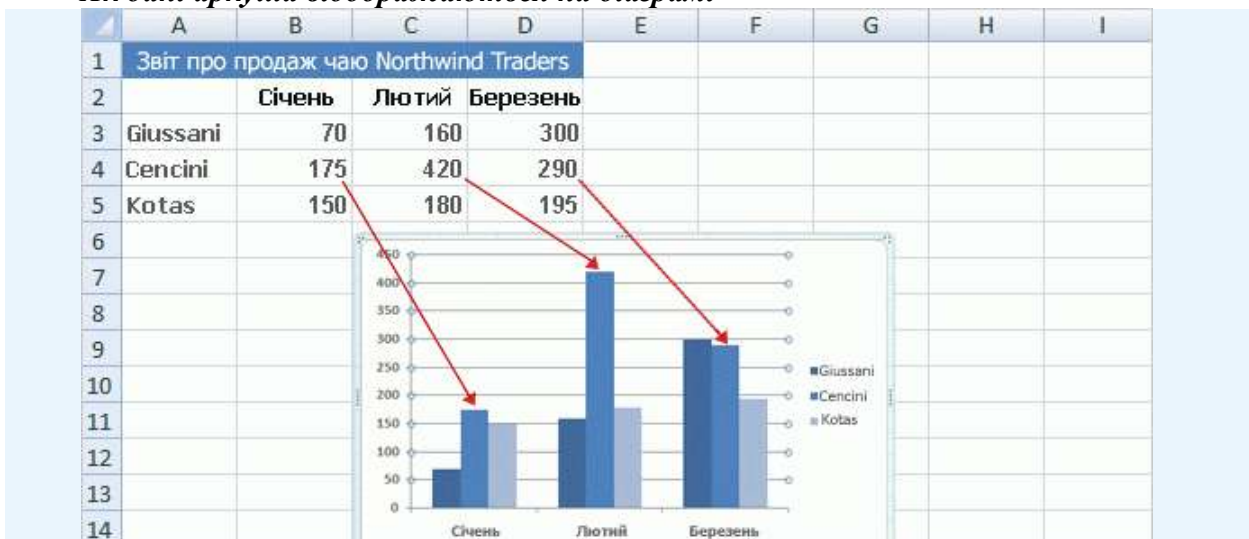 A B C D E F G H I
1 Звіт про продаж чаю Northwind Traders
2 Січень Лютий Березень
3 Giussani 70 160 300
4 Cencini 175 420 290
5 Kotas 150 180 195
6
7
8
9
10
11
12
13
14
450
400
350
300
250
200
150
100
50
0
Січень Лютий Березень
Giussani
Cencini
Kotas